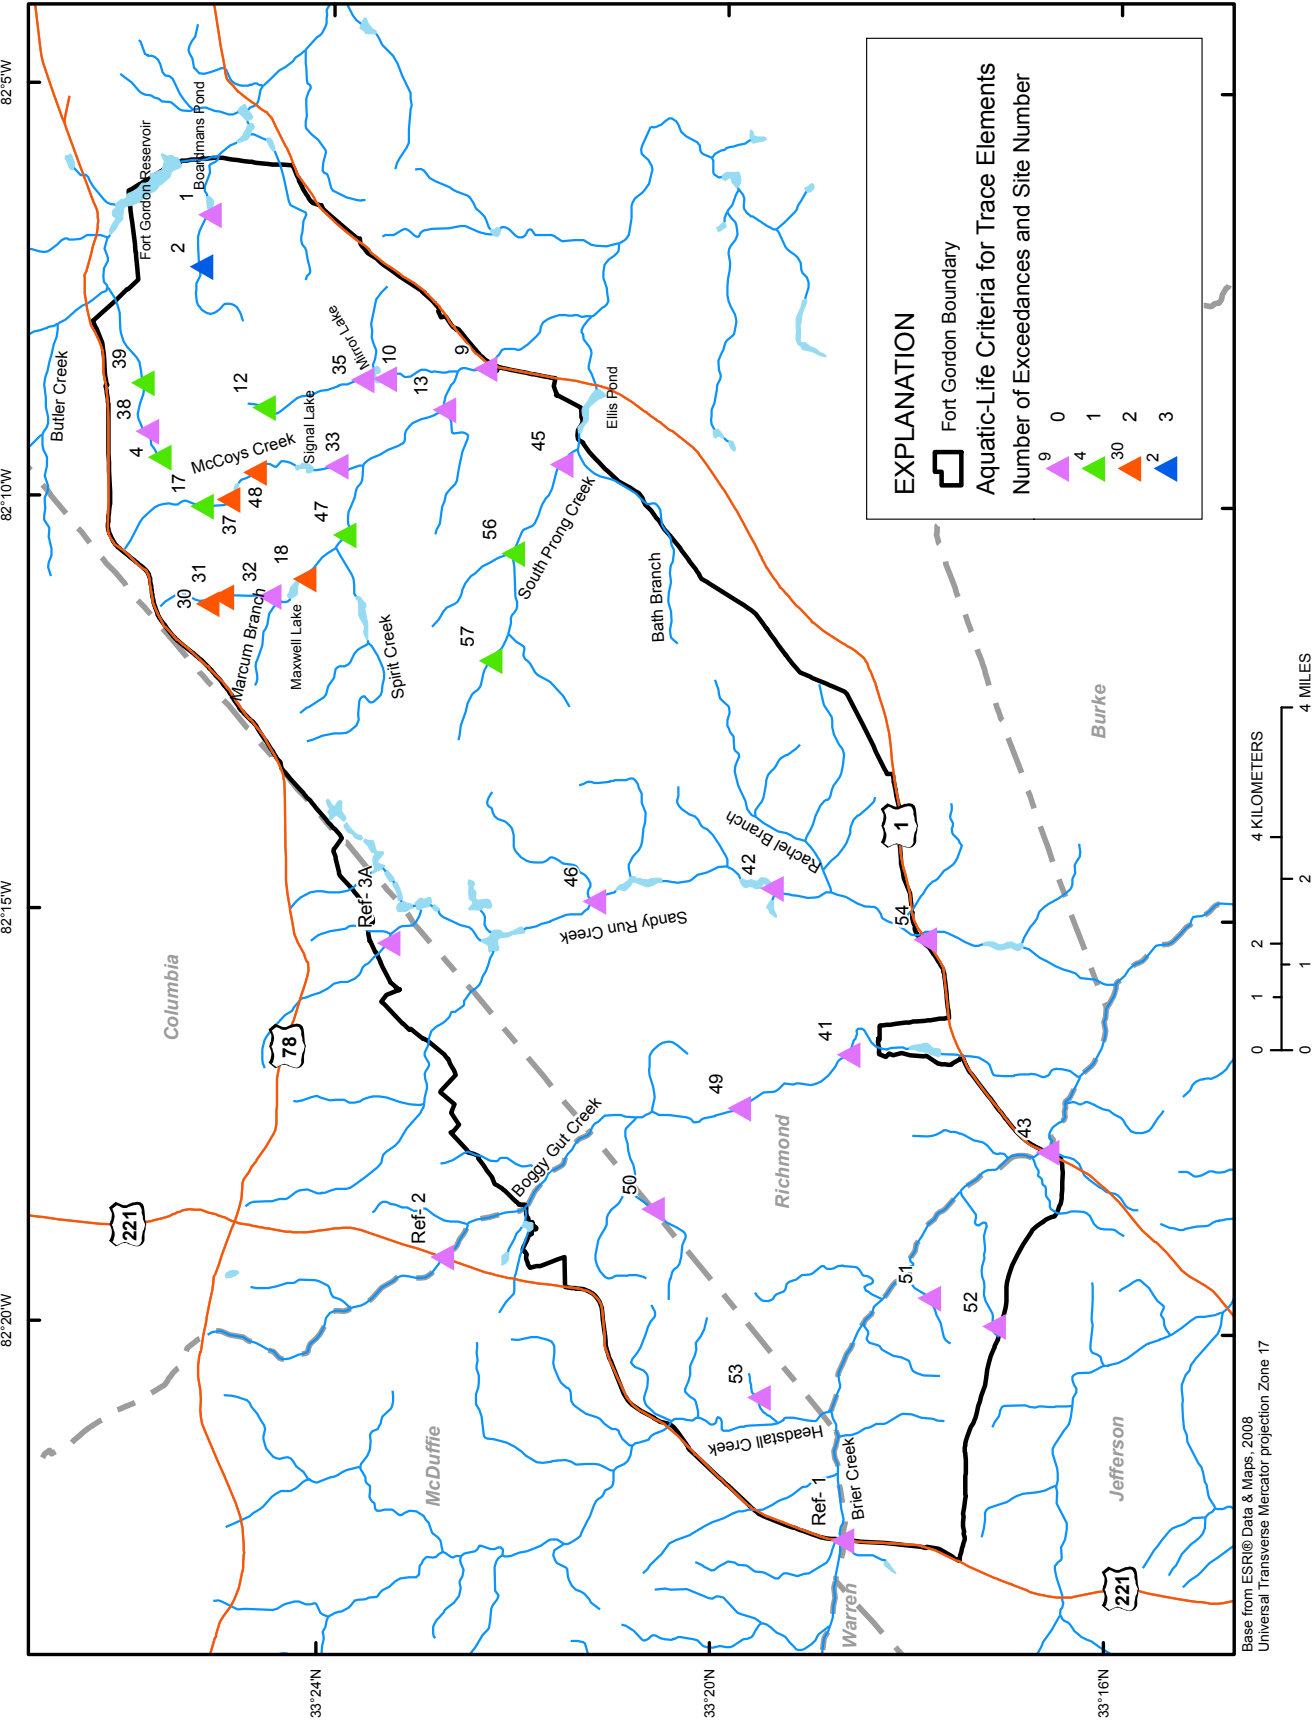 82°20'W
82°15'W
82°10'W
82°5'W
33°24'N
33°20'N
33°16'N
Columbia
McDuffie
Warren
Richmond
Jefferson
Burke
221
78
221
1
Butler Creek
Fort Gordon Reservoir
Boardmans Pond
McCoys Creek
Signal Lake
Mirror Lake
Marcum Branch
Maxwell Lake
Spirit Creek
South Prong Creek
Ellis Pond
Bath Branch
Rachel Branch
Sandy Run Creek
Boggy Gut Creek
Headstall Creek
Brier Creek
Ref- 3A
Ref- 2
Ref- 1
39
38
4
17
37
48
12
35
10
9
13
33
47
18
32
31
30
1
2
45
56
57
46
42
54
41
49
50
43
51
52
53
EXPLANATION
Fort Gordon Boundary
Aquatic-Life Criteria for Trace Elements
Number of Exceedances and Site Number
9 0
4 1
30 2
2 3
0 1 2 4 KILOMETERS
0 1 2 4 MILES
Base from ESRI® Data & Maps, 2008
Universal Transverse Mercator projection Zone 17